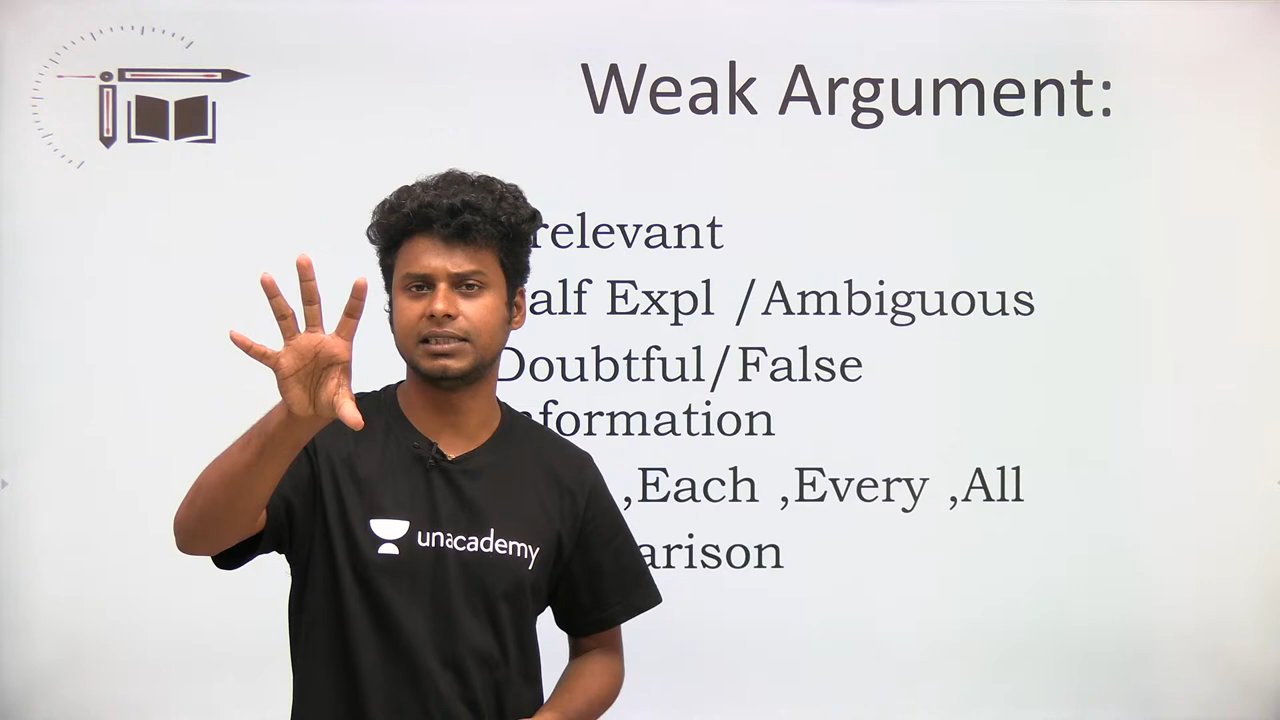 Weak Argument:
relevant
alf Expl /Ambiguous
Doubtful/False
formation
,Each ,Every ,All
arison
unacademy